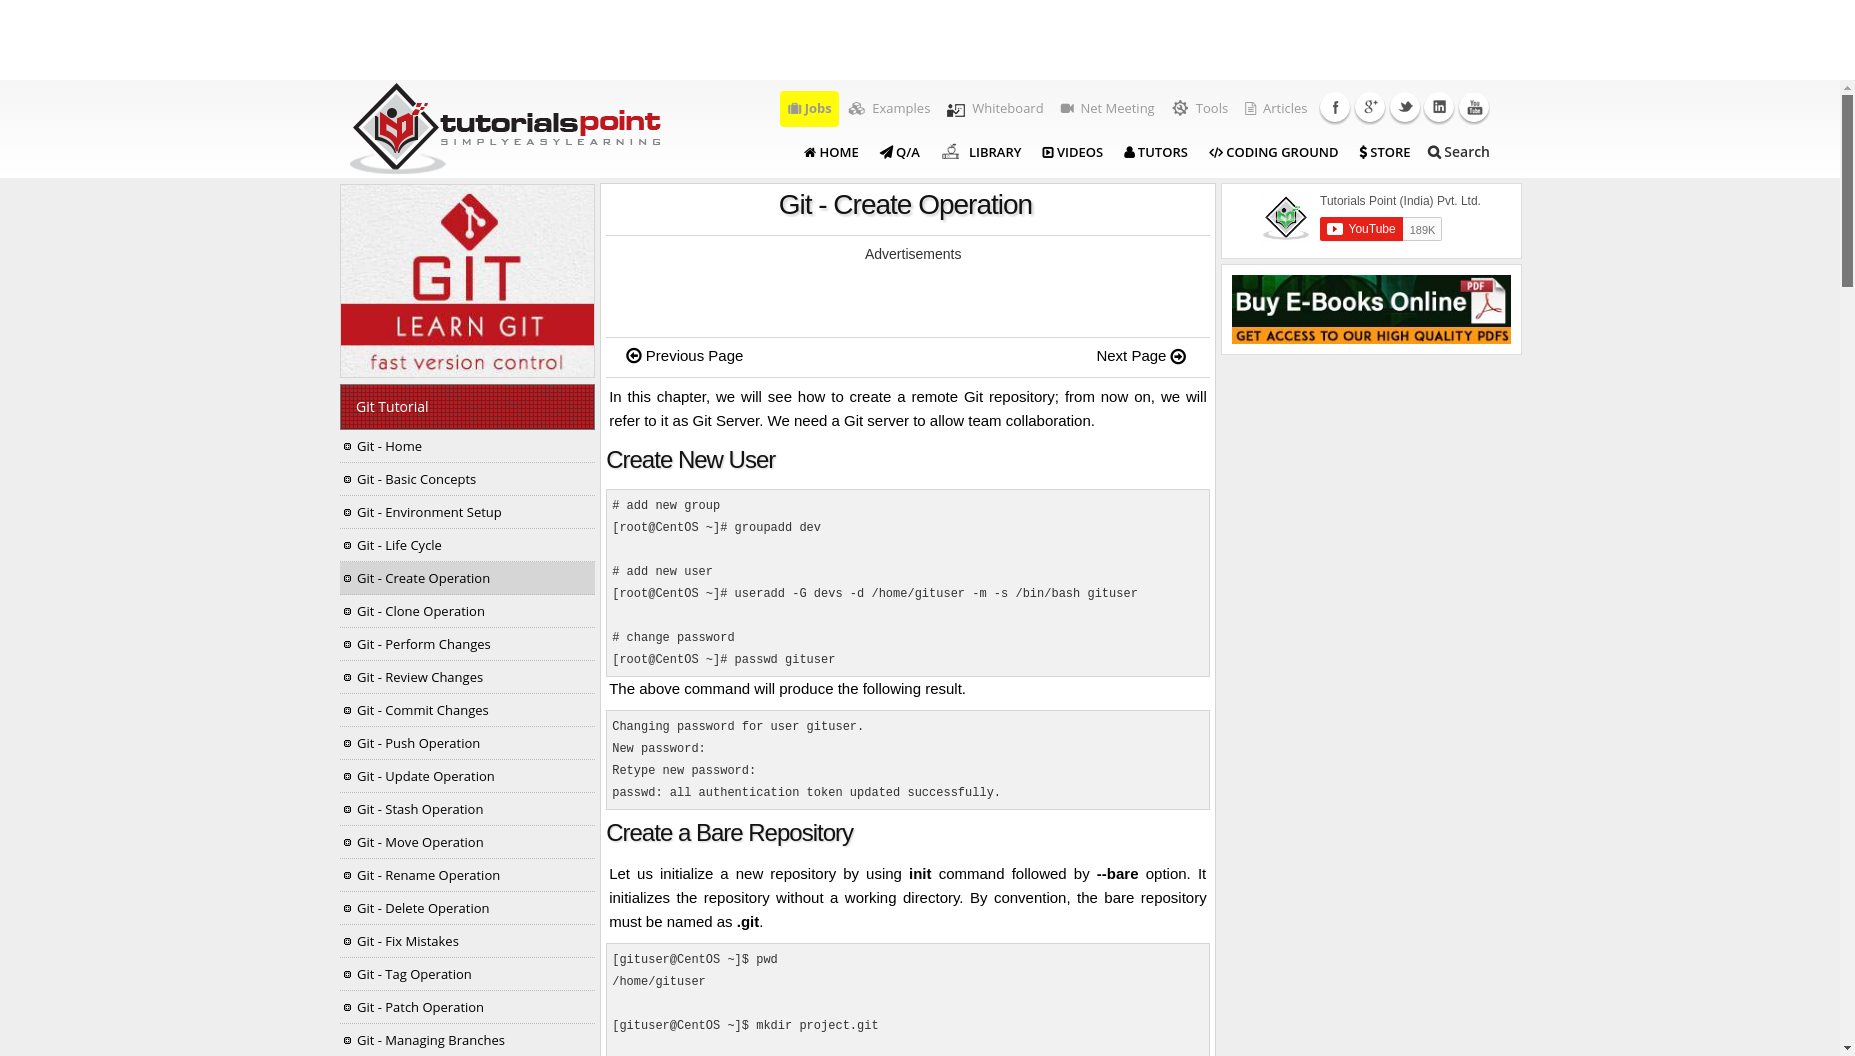 tutorialspoint
SIMPLYEASYLEARNING
Jobs
Examples
Whiteboard
Net Meeting
Tools
Articles
HOME
Q/A
LIBRARY
VIDEOS
TUTORS
CODING GROUND
STORE
Search
GIT
LEARN GIT
fast version control
Git Tutorial
Git - Home
Git - Basic Concepts
Git - Environment Setup
Git - Life Cycle
Git - Create Operation
Git - Clone Operation
Git - Perform Changes
Git - Review Changes
Git - Commit Changes
Git - Push Operation
Git - Update Operation
Git - Stash Operation
Git - Move Operation
Git - Rename Operation
Git - Delete Operation
Git - Fix Mistakes
Git - Tag Operation
Git - Patch Operation
Git - Managing Branches
Git - Create Operation
Advertisements
Previous Page
Next Page
In this chapter, we will see how to create a remote Git repository; from now on, we will
refer to it as Git Server. We need a Git server to allow team collaboration.
Create New User
# add new group
[root@CentOS ~]# groupadd dev
# add new user
[root@CentOS ~]# useradd -G devs -d /home/gituser -m -s /bin/bash gituser
# change password
[root@CentOS ~]# passwd gituser
The above command will produce the following result.
Changing password for user gituser.
New password:
Retype new password:
passwd: all authentication token updated successfully.
Create a Bare Repository
Let us initialize a new repository by using init command followed by --bare option. It
initializes the repository without a working directory. By convention, the bare repository
must be named as .git.
[gituser@CentOS ~]$ pwd
/home/gituser
[gituser@CentOS ~]$ mkdir project.git
Tutorials Point (India) Pvt. Ltd.
YouTube
189K
Buy E-Books Online
PDF
GET ACCESS TO OUR HIGH QUALITY PDFS